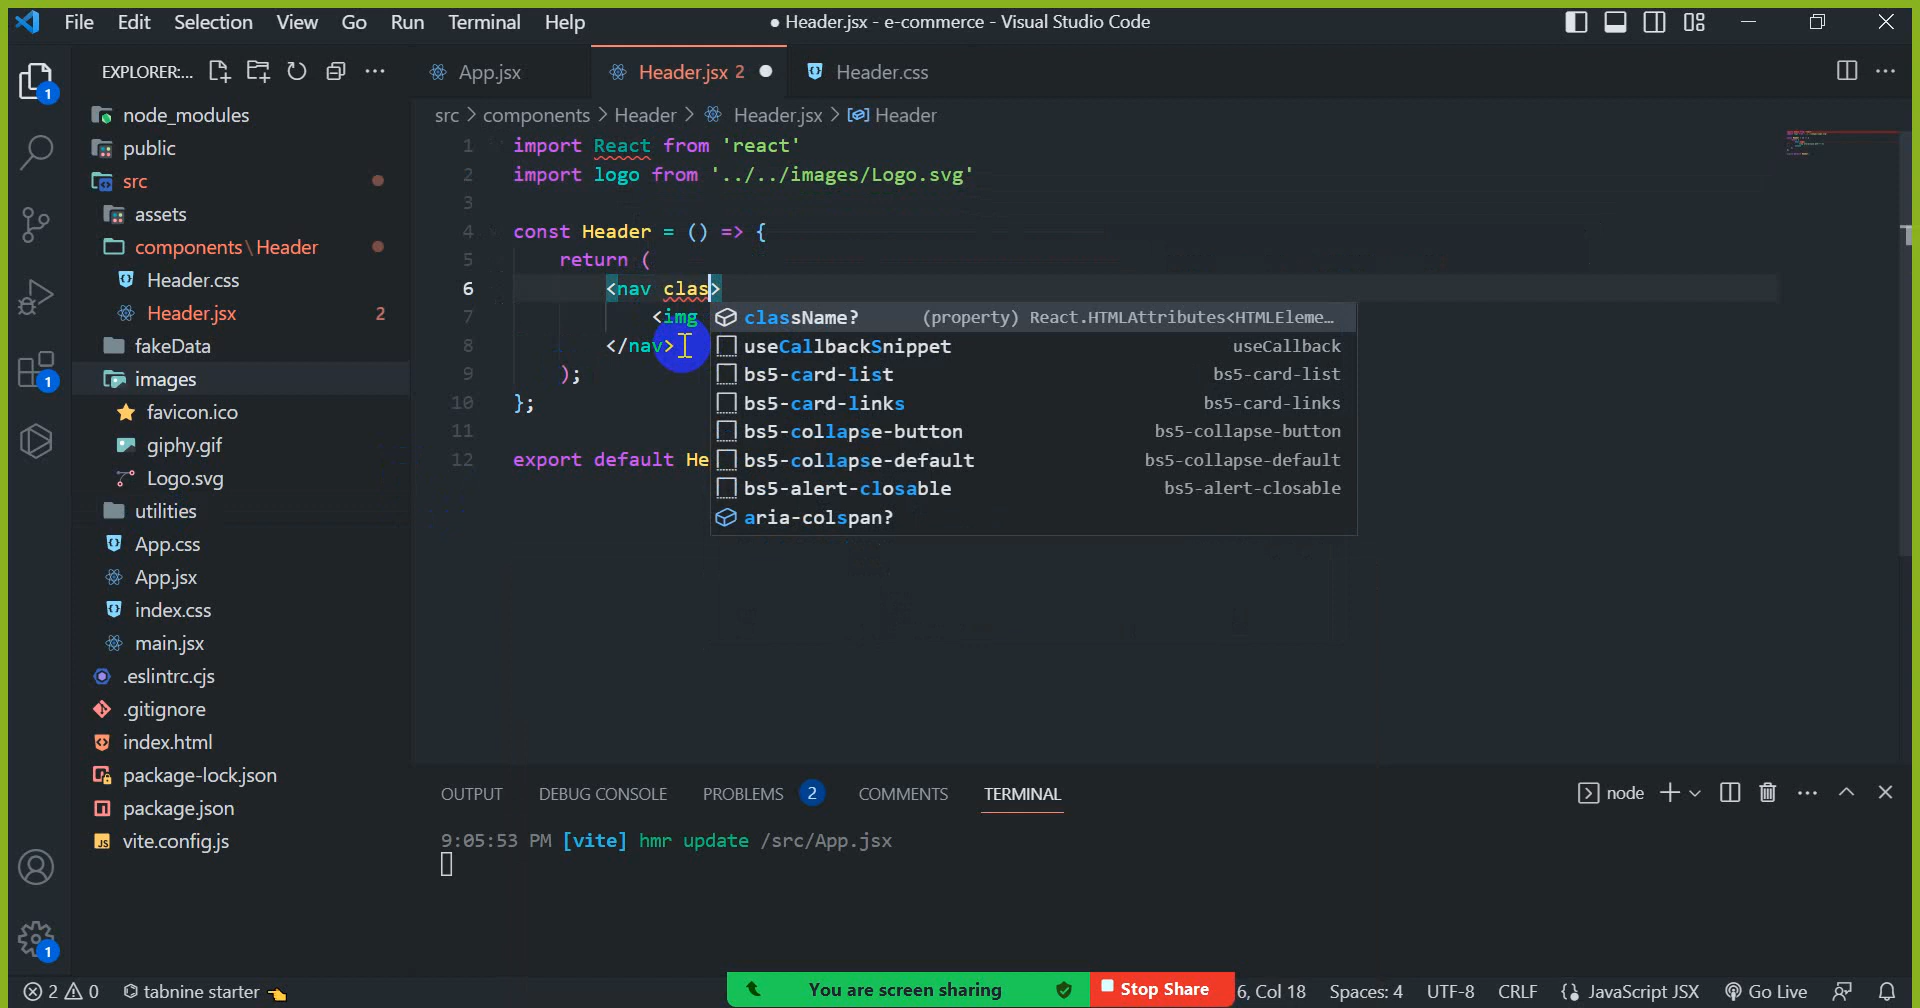 File Edit Selection View Go Run Terminal Help
● Header.jsx - e-commerce - Visual Studio Code
EXPLORER:...
App.jsx
Header.jsx 2
Header.css
src > components > Header > Header.jsx > Header
1
node_modules
public
src
assets
components\Header
Header.css
Header.jsx 2
fakeData
images
favicon.ico
giphy.gif
Logo.svg
utilities
App.css
App.jsx
index.css
main.jsx
.eslintrc.cjs
.gitignore
index.html
package-lock.json
package.json
vite.config.js
1
1
1 import React from 'react'
2 import logo from '../../images/Logo.svg'
3
4 const Header = () => {
5 return (
6 <nav clas>
7 <img
8 </nav>
9 );
10 };
11
12 export default He
className? (property) React.HTMLAttributes<HTMLEleme…
useCallbackSnippet useCallback
bs5-card-list bs5-card-list
bs5-card-links bs5-card-links
bs5-collapse-button bs5-collapse-button
bs5-collapse-default bs5-collapse-default
bs5-alert-closable bs5-alert-closable
aria-colspan?
OUTPUT DEBUG CONSOLE PROBLEMS 2 COMMENTS TERMINAL
node
9:05:53 PM [vite] hmr update /src/App.jsx
2 0 tabnine starter
You are screen sharing Stop Share
6, Col 18 Spaces: 4 UTF-8 CRLF {} JavaScript JSX Go Live